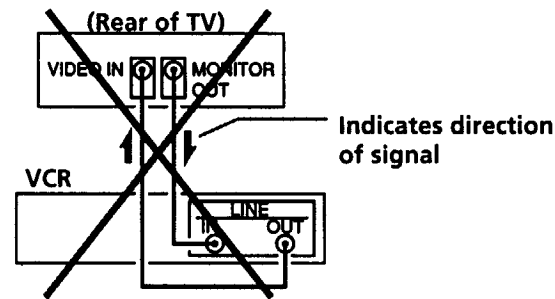 (Rear of TV)
VIDEO IN
MONITOR
OUT
Indicates direction
of signal
VCR
LINE
IN
OUT